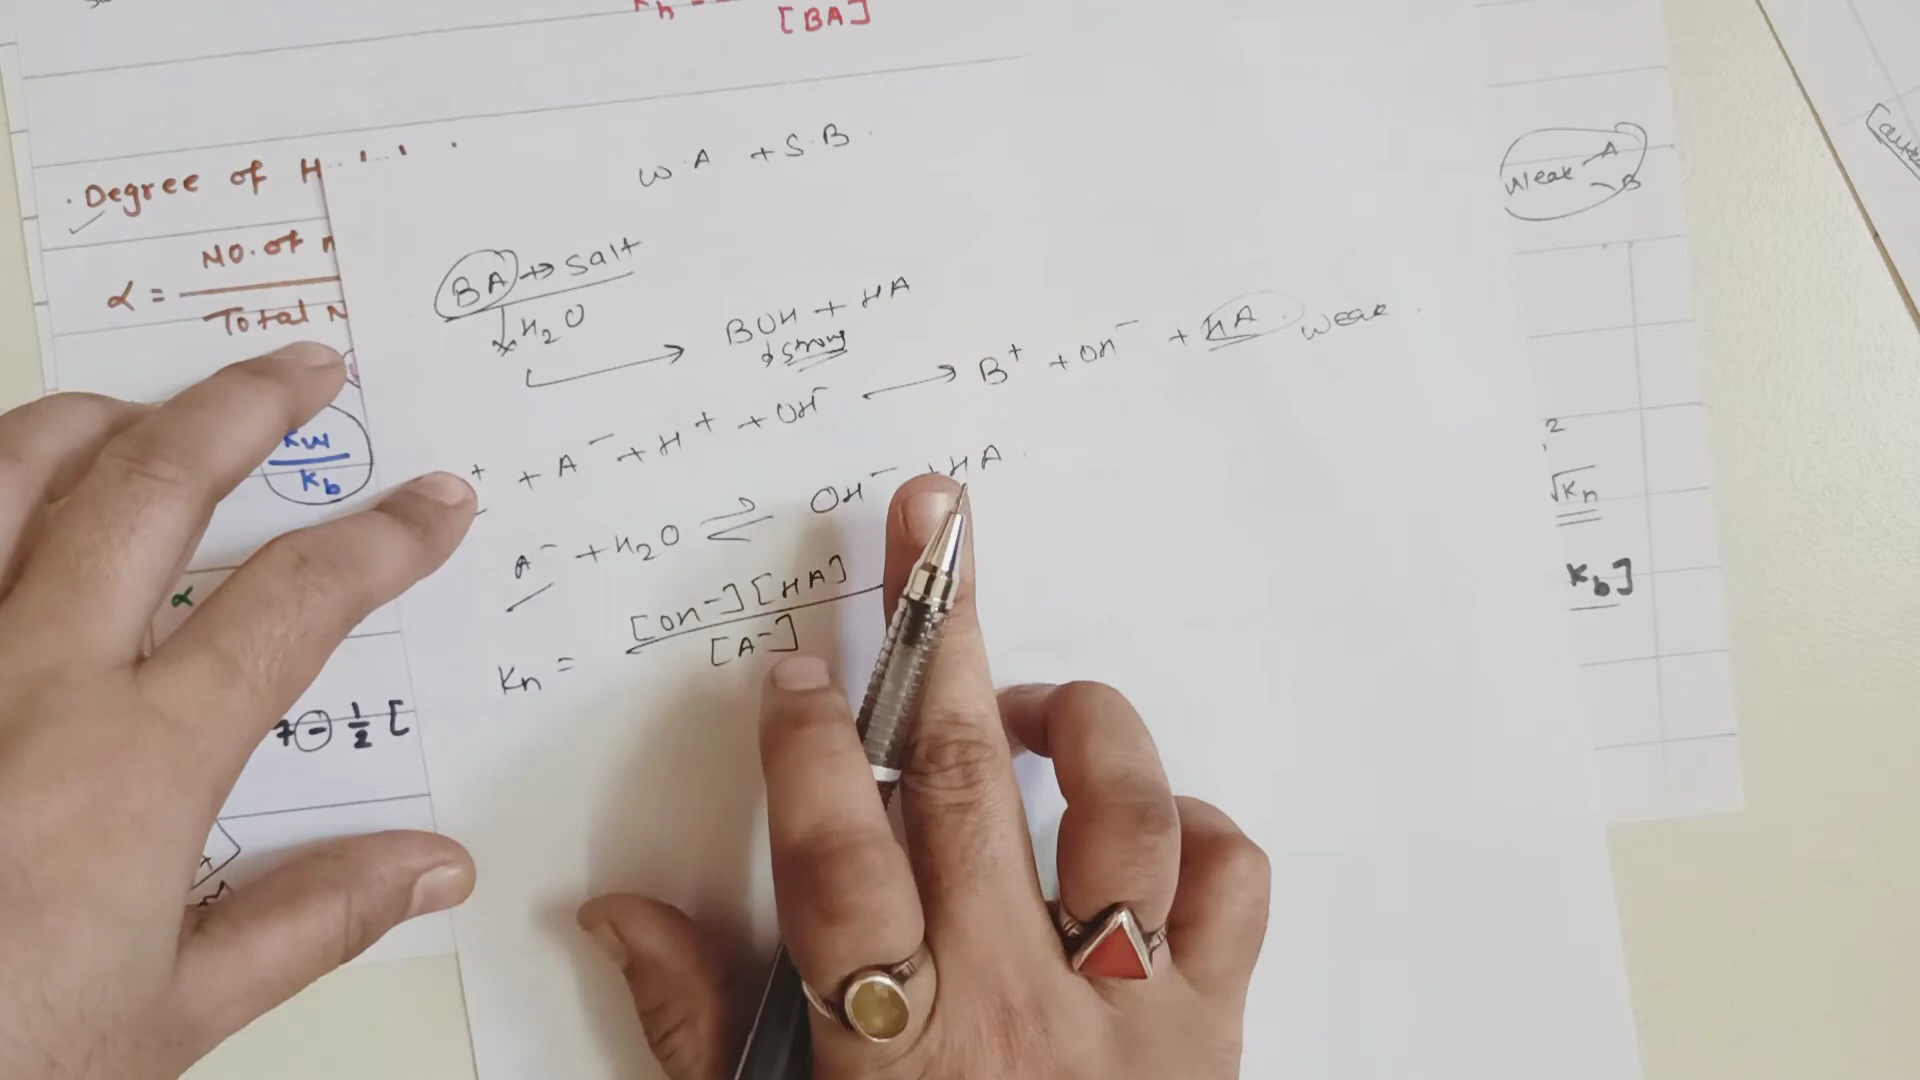 [BA]
W.A + S.B
Weak A
B
Degree of H
BA → Salt
NO. of
α =
Total N
H2O
BOH + HA
strong
+ A⁻ + H⁺ + OH⁻ → B⁺ + OH⁻ + HA. weak
Kw
Kb
A⁻ + H2O ⇌ OH⁻ + HA
2
√Kh
Kh = [OH⁻][HA]
[A⁻]
Kb]
α
7 - 1/2 [